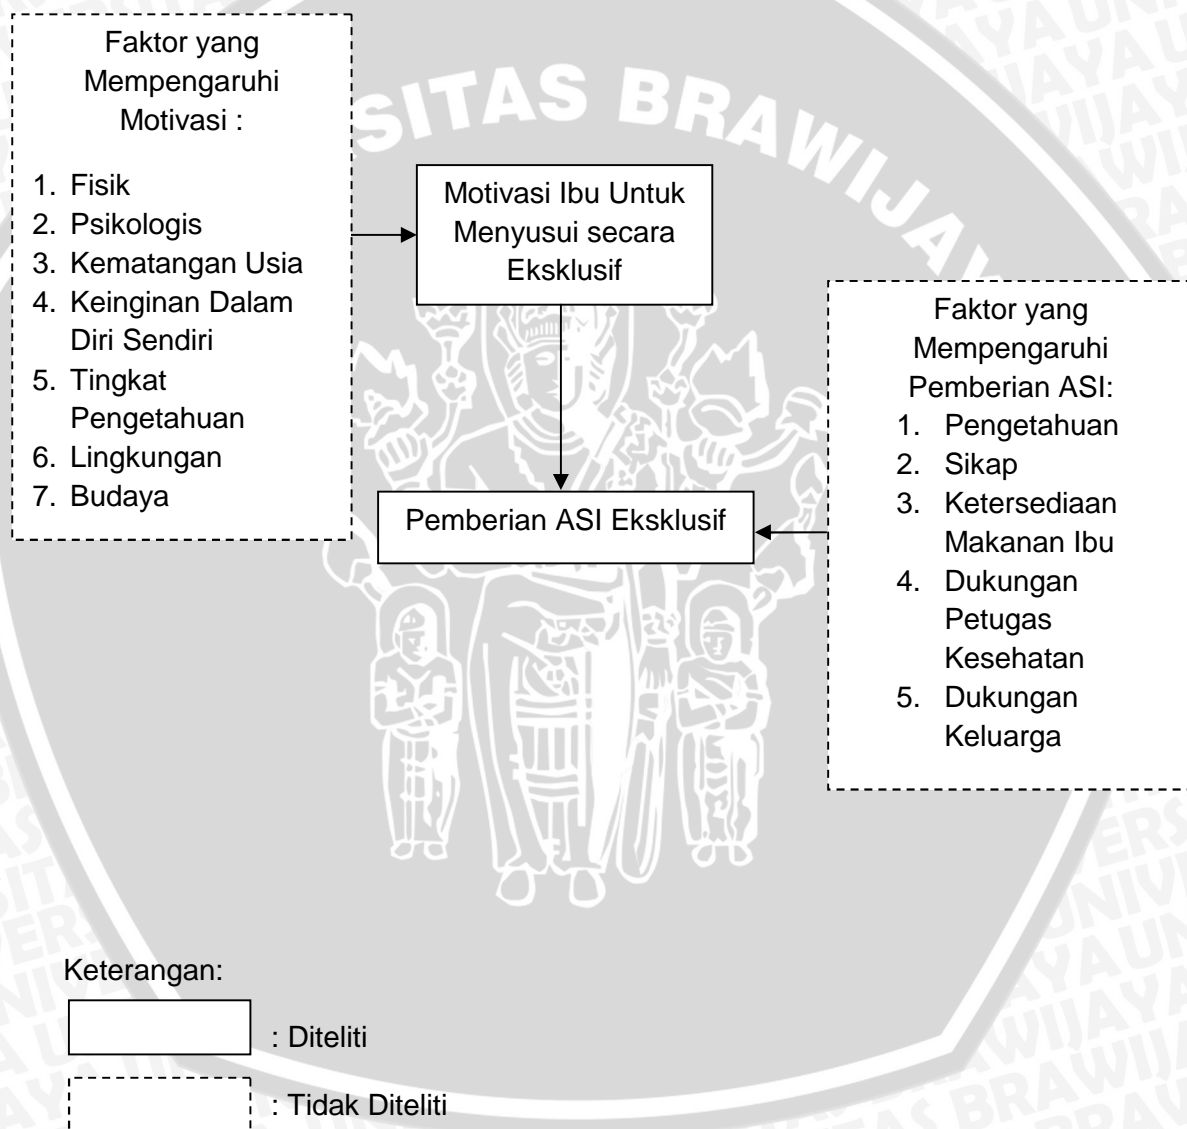 Faktor yang
Mempengaruhi
Motivasi :
1. Fisik
2. Psikologis
3. Kematangan Usia
4. Keinginan Dalam
Diri Sendiri
5. Tingkat
Pengetahuan
6. Lingkungan
7. Budaya
SITAS BRAWIJAYA
Motivasi Ibu Untuk
Menyusui secara
Eksklusif
Pemberian ASI Eksklusif
Faktor yang
Mempengaruhi
Pemberian ASI:
1. Pengetahuan
2. Sikap
3. Ketersediaan
Makanan Ibu
4. Dukungan
Petugas
Kesehatan
5. Dukungan
Keluarga
Keterangan:
: Diteliti
: Tidak Diteliti